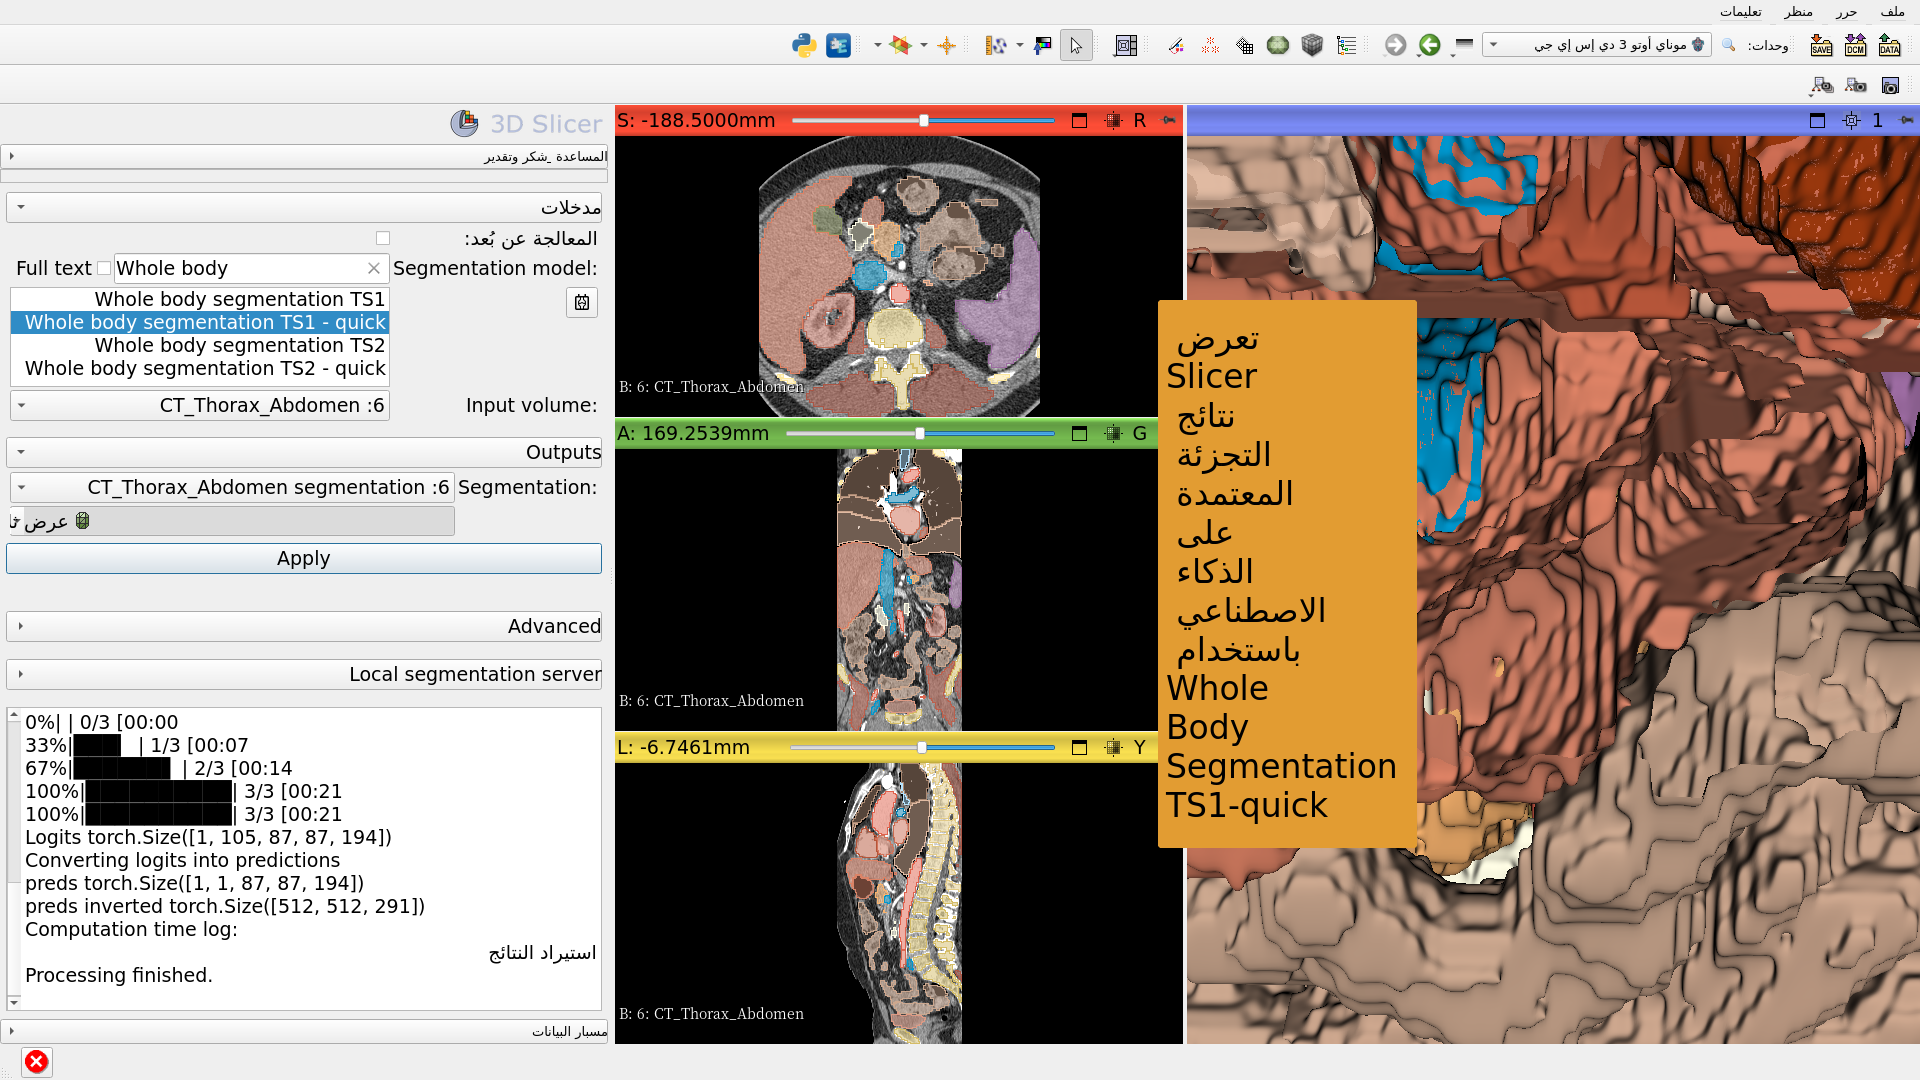 ملف
حرر
منظر
تعليمات
SAVE
DCM
DATA
وحدات:
موناي أوتو 3 دي إس إي جي
3D Slicer
المساعدة _شكر وتقدير
مدخلات
المعالجة عن بُعد:
Segmentation model:
Whole body
Full text
Whole body segmentation TS1
Whole body segmentation TS1 - quick
Whole body segmentation TS2
Whole body segmentation TS2 - quick
Input volume:
CT_Thorax_Abdomen :6
Outputs
Segmentation:
CT_Thorax_Abdomen segmentation :6
عرض
Apply
Advanced
Local segmentation server
0%| | 0/3 [00:00
33%|███ | 1/3 [00:07
67%|██████ | 2/3 [00:14
100%|██████████| 3/3 [00:21
100%|██████████| 3/3 [00:21
Logits torch.Size([1, 105, 87, 87, 194])
Converting logits into predictions
preds torch.Size([1, 1, 87, 87, 194])
preds inverted torch.Size([512, 512, 291])
Computation time log:
استيراد النتائج
Processing finished.
مسبار البيانات
S: -188.5000mm
R
B: 6: CT_Thorax_Abdomen
A: 169.2539mm
G
B: 6: CT_Thorax_Abdomen
L: -6.7461mm
Y
B: 6: CT_Thorax_Abdomen
1
تعرض
Slicer
نتائج
التجزئة
المعتمدة
على
الذكاء
الاصطناعي
باستخدام
Whole
Body
Segmentation
TS1-quick